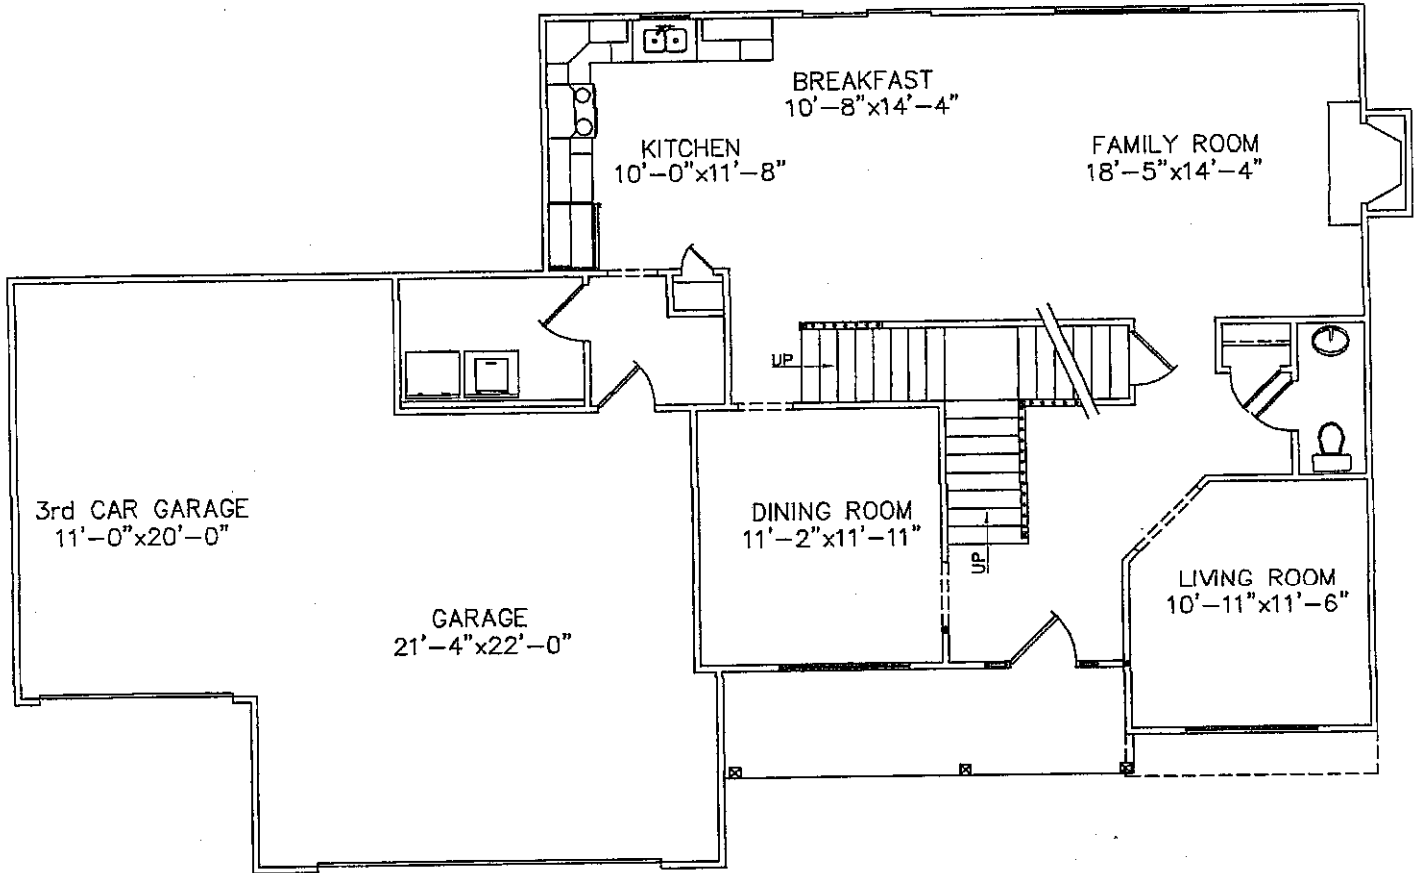 BREAKFAST
10'-8"x14'-4"
KITCHEN
10'-0"x11'-8"
FAMILY ROOM
18'-5"x14'-4"
UP
3rd CAR GARAGE
11'-0"x20'-0"
DINING ROOM
11'-2"x11'-11"
UP
LIVING ROOM
10'-11"x11'-6"
GARAGE
21'-4"x22'-0"